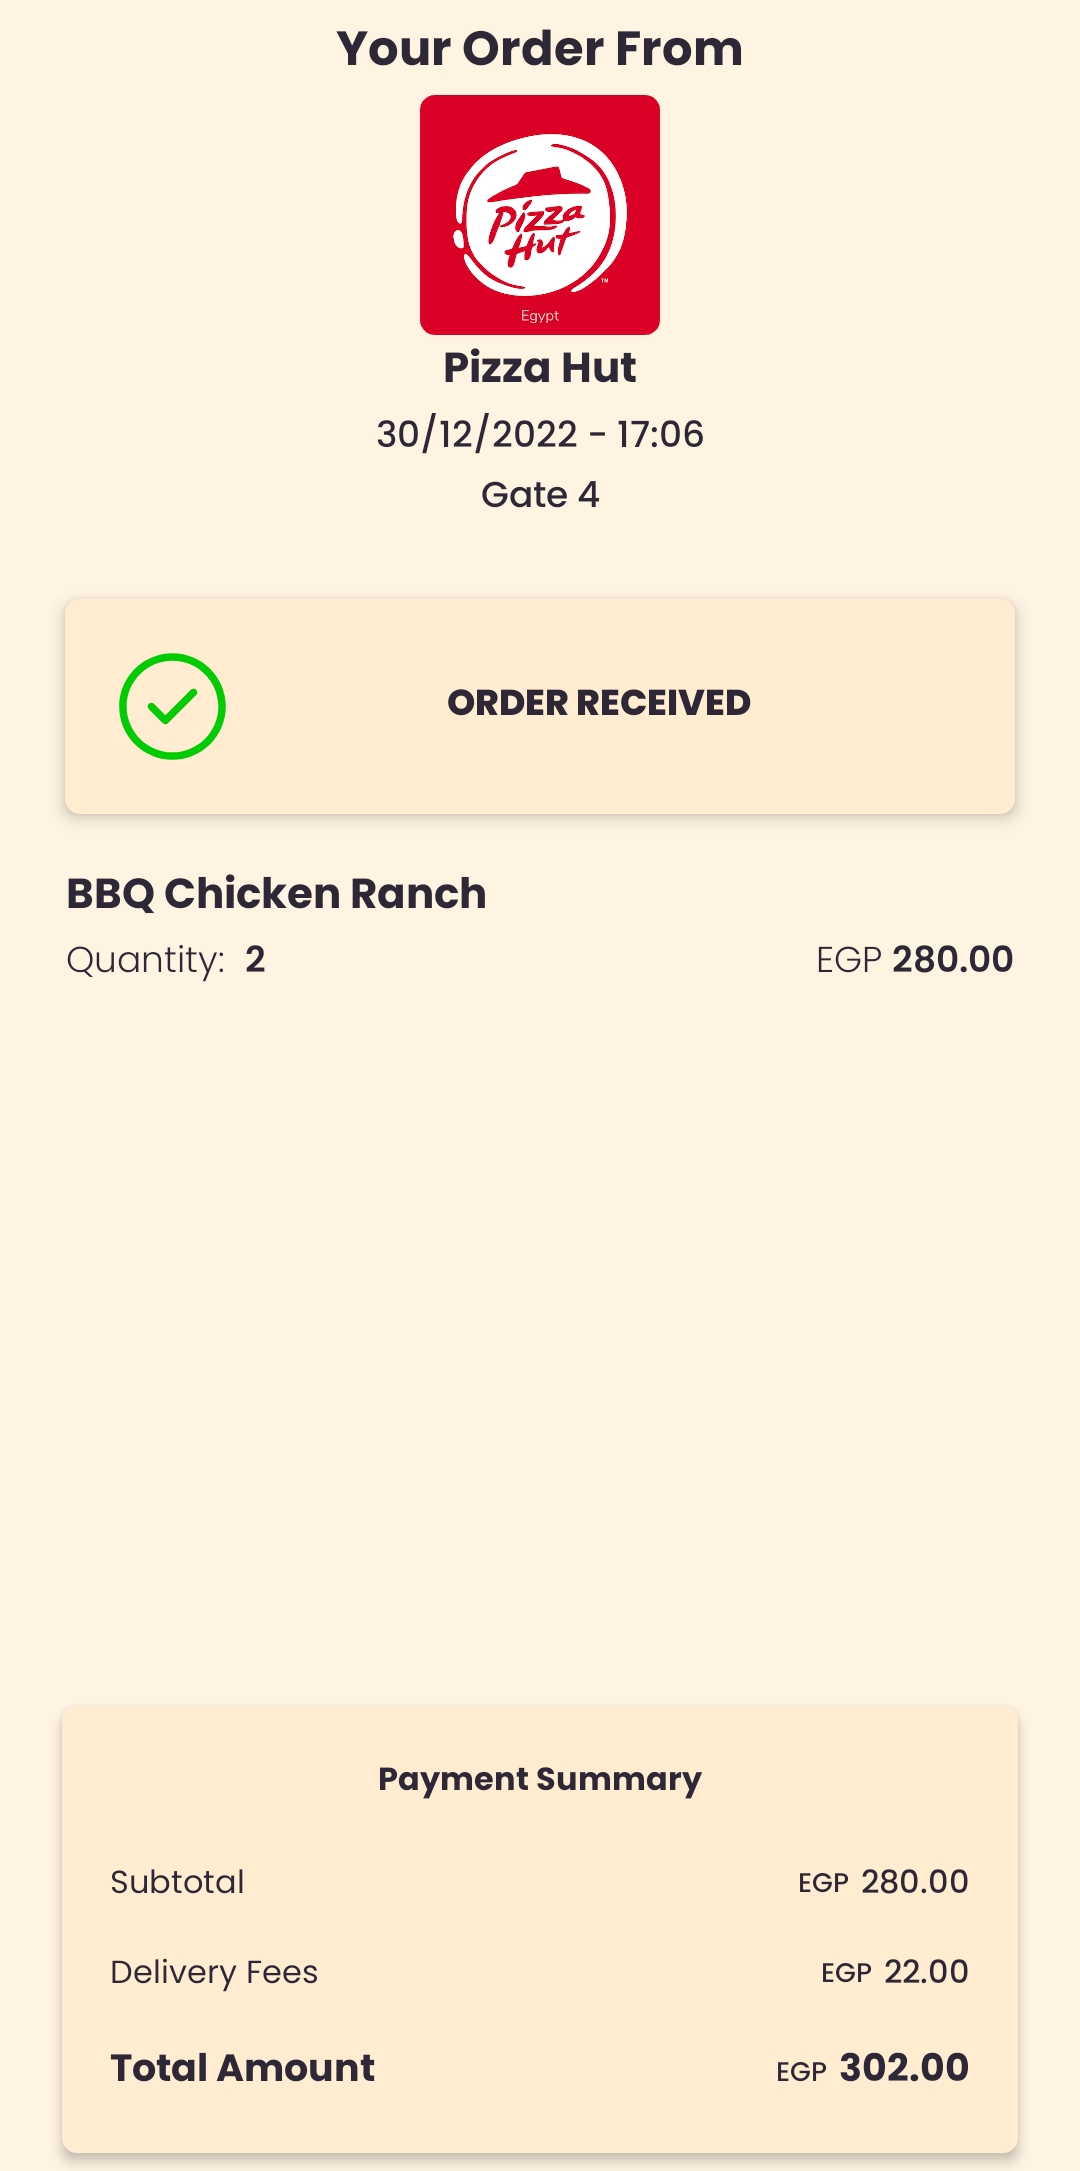 Your Order From
Pizza
Hut
™
Egypt
Pizza Hut
30/12/2022 - 17:06
Gate 4
ORDER RECEIVED
BBQ Chicken Ranch
Quantity: 2 EGP 280.00
Payment Summary
Subtotal EGP 280.00
Delivery Fees EGP 22.00
Total Amount EGP 302.00